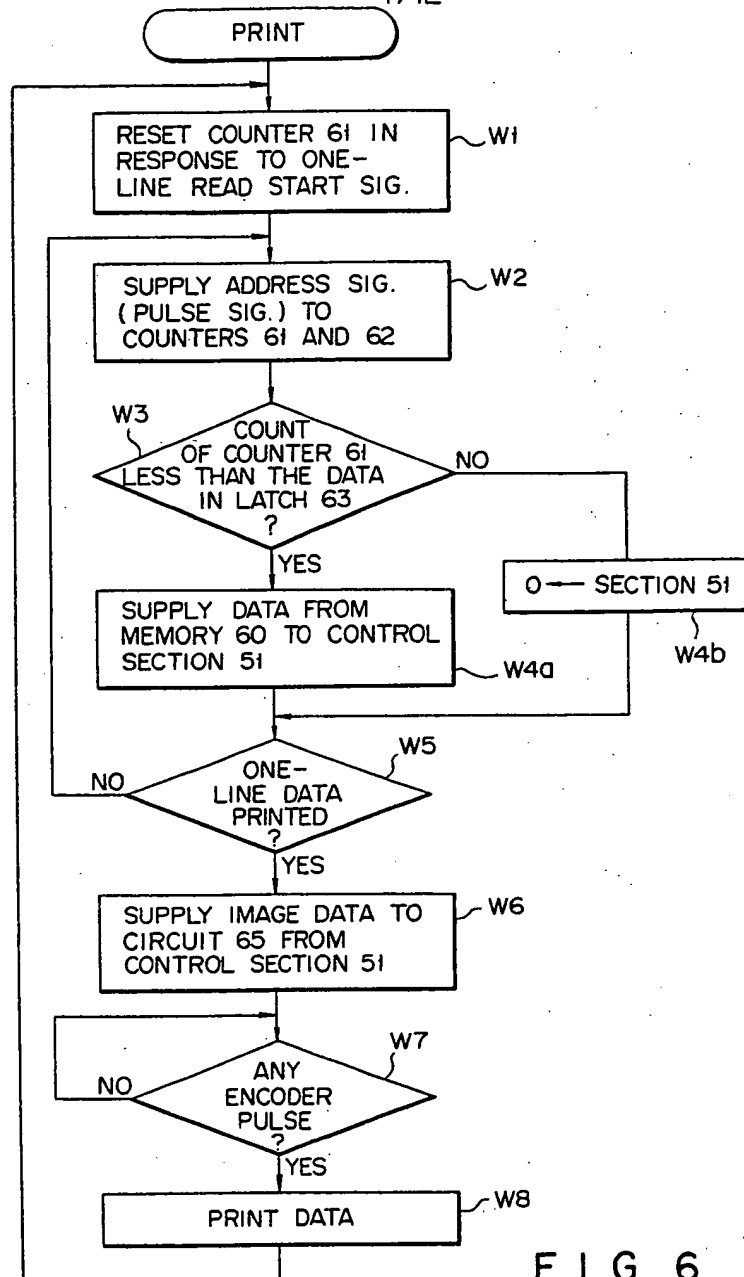 PRINT
RESET COUNTER 61 IN
RESPONSE TO ONE-
LINE READ START SIG.
W1
SUPPLY ADDRESS SIG.
(PULSE SIG.) TO
COUNTERS 61 AND 62
W2
W3
COUNT
OF COUNTER 61
LESS THAN THE DATA
IN LATCH 63
?
NO
YES
0 ← SECTION 51
W4b
SUPPLY DATA FROM
MEMORY 60 TO CONTROL
SECTION 51
W4a
W5
ONE-
LINE DATA
PRINTED
?
NO
YES
SUPPLY IMAGE DATA TO
CIRCUIT 65 FROM
CONTROL SECTION 51
W6
W7
ANY
ENCODER
PULSE
?
NO
YES
PRINT DATA
W8
FIG. 6